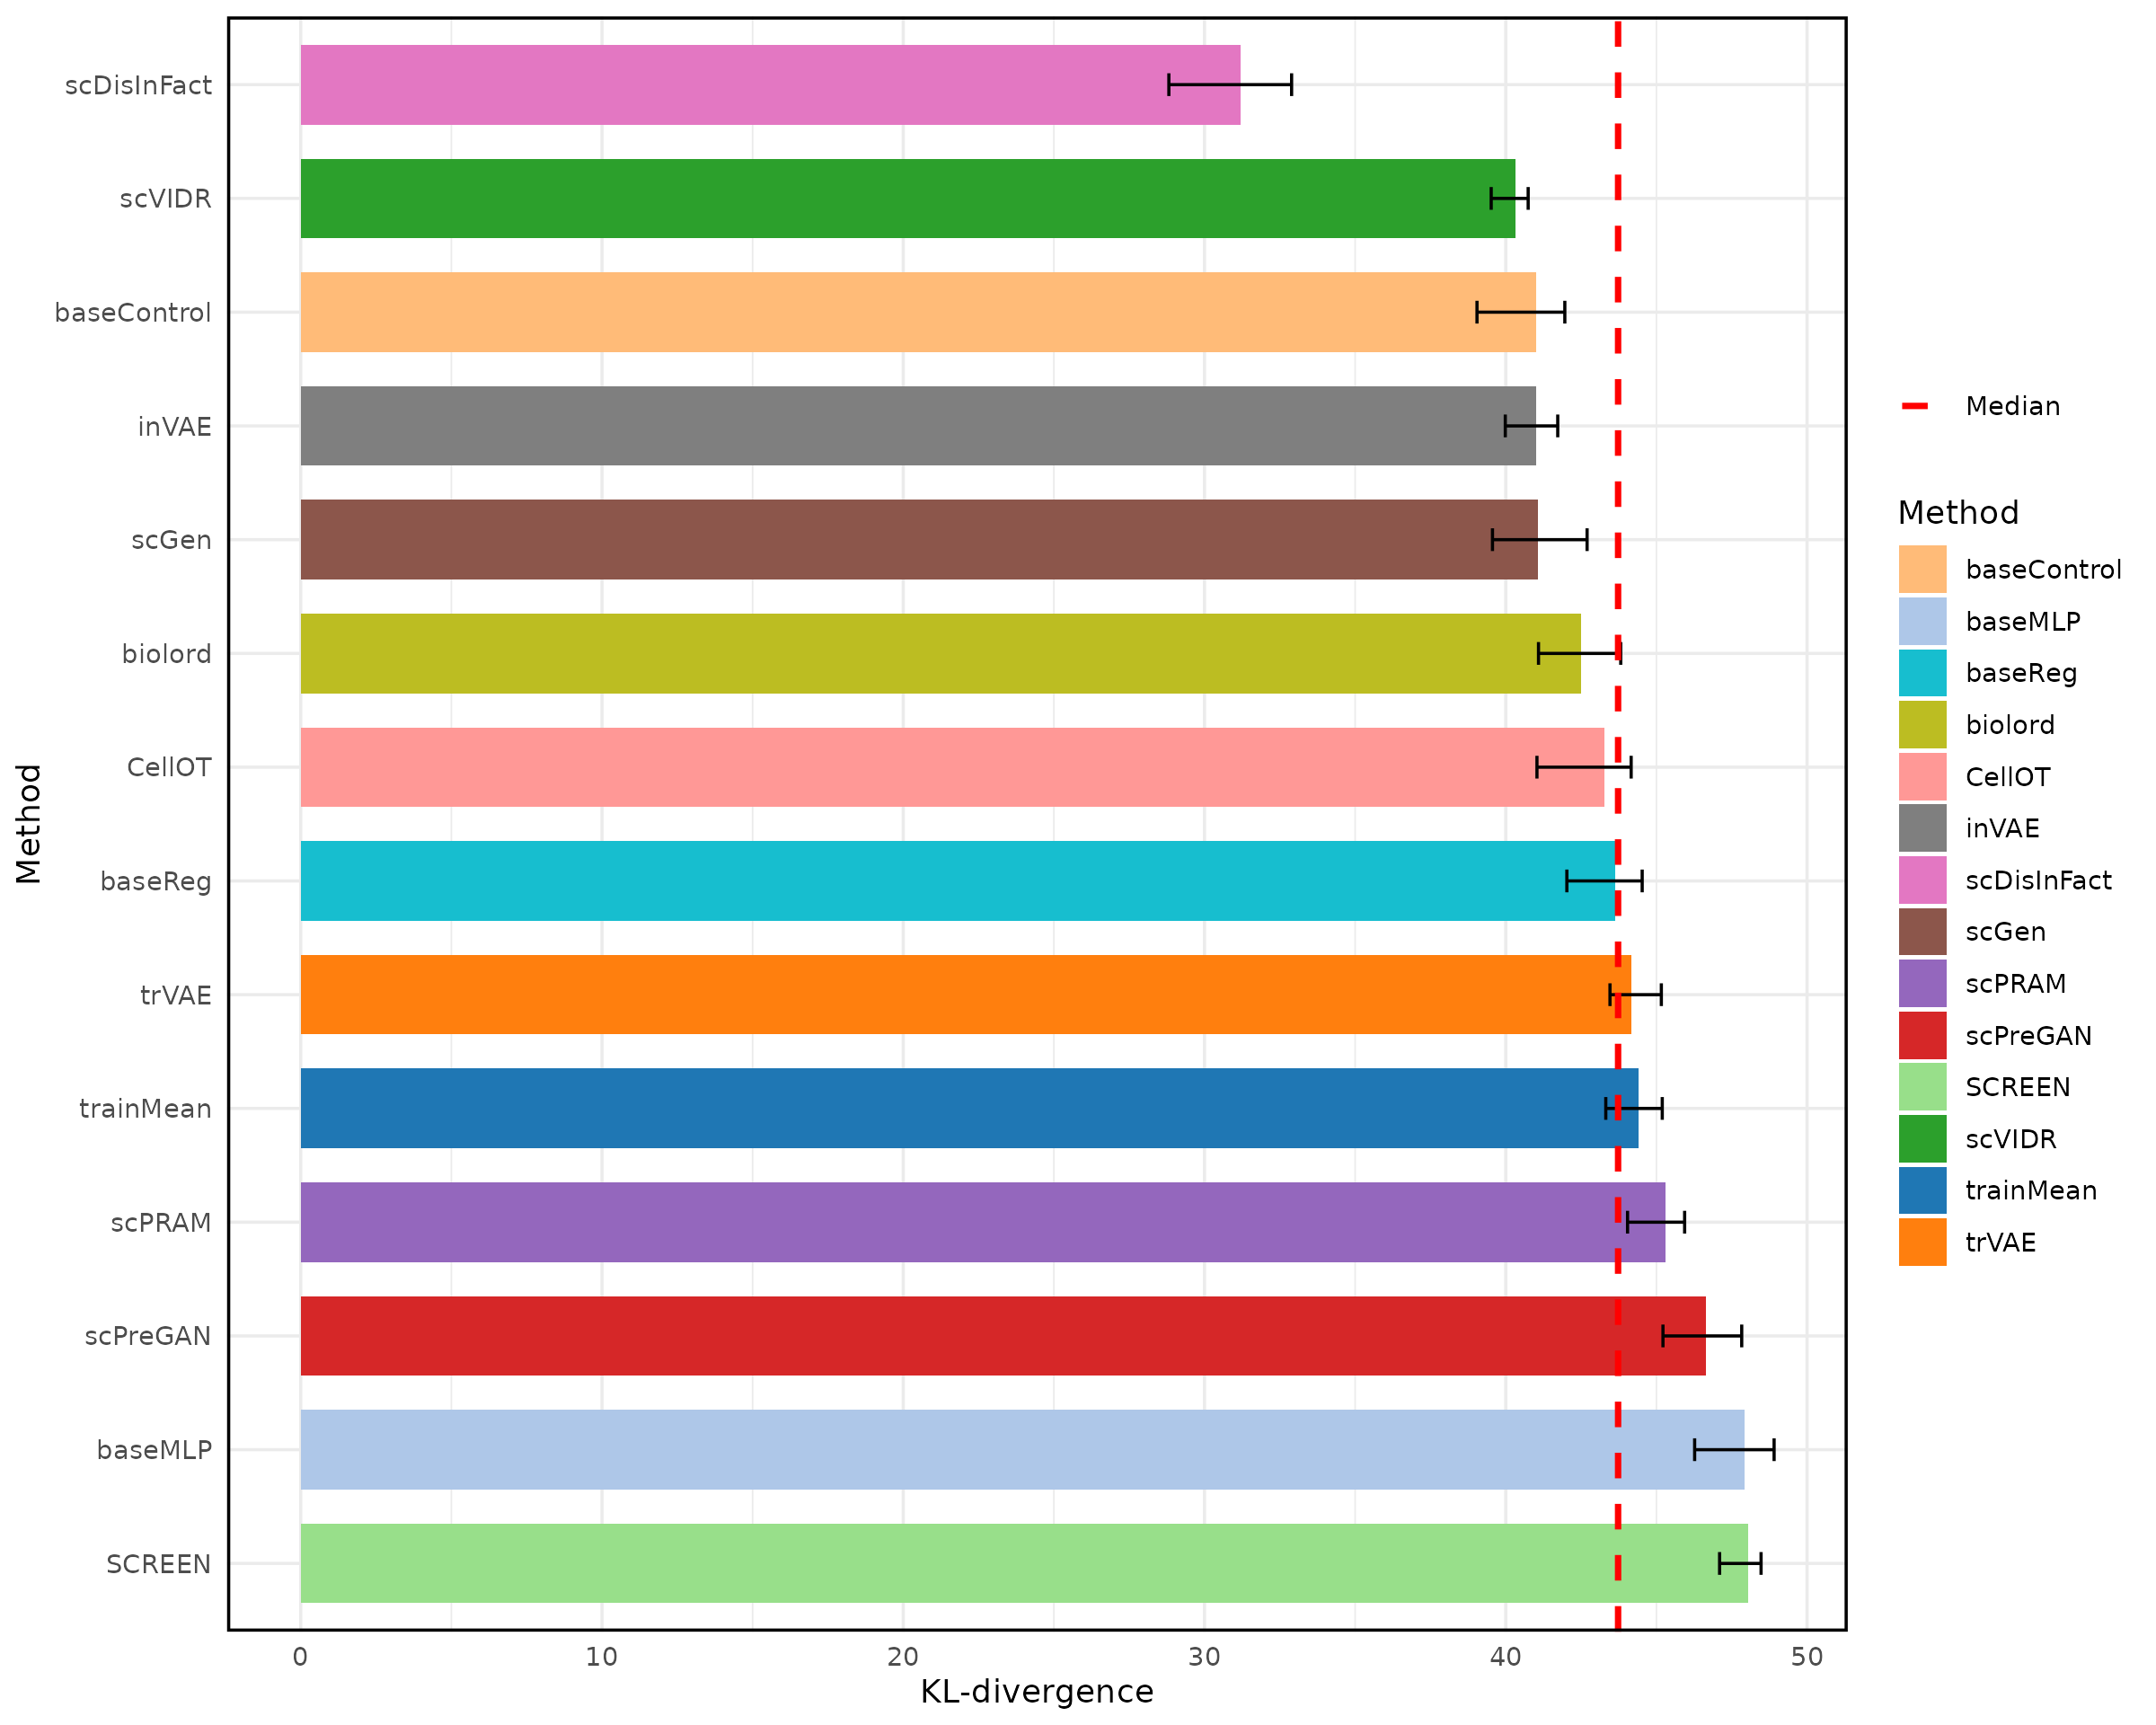 scDisInFact
scVIDR
baseControl
inVAE
scGen
biolord
CellOT
baseReg
trVAE
trainMean
scPRAM
scPreGAN
baseMLP
SCREEN
Method
0 10 20 30 40 50
KL-divergence
Median
Method
baseControl
baseMLP
baseReg
biolord
CellOT
inVAE
scDisInFact
scGen
scPRAM
scPreGAN
SCREEN
scVIDR
trainMean
trVAE